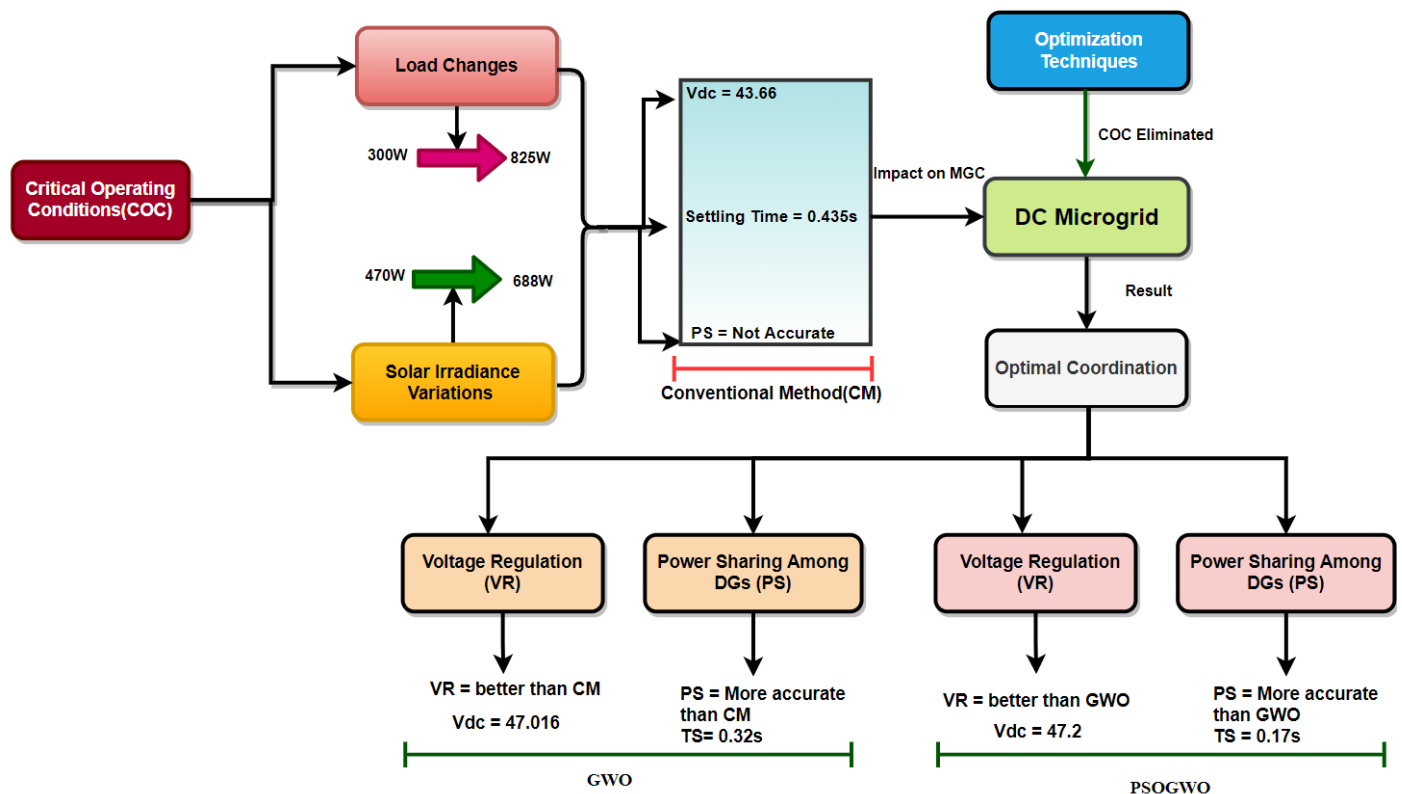 Critical Operating
Conditions(COC)
Load Changes
300W
825W
470W
688W
Solar Irradiance
Variations
Vdc = 43.66
Settling Time = 0.435s
PS = Not Accurate
Conventional Method(CM)
Impact on MGC
Optimization
Techniques
COC Eliminated
DC Microgrid
Result
Optimal Coordination
Voltage Regulation
(VR)
VR = better than CM
Vdc = 47.016
Power Sharing Among
DGs (PS)
PS = More accurate
than CM
TS= 0.32s
GWO
Voltage Regulation
(VR)
VR = better than GWO
Vdc = 47.2
Power Sharing Among
DGs (PS)
PS = More accurate
than GWO
TS = 0.17s
PSOGWO